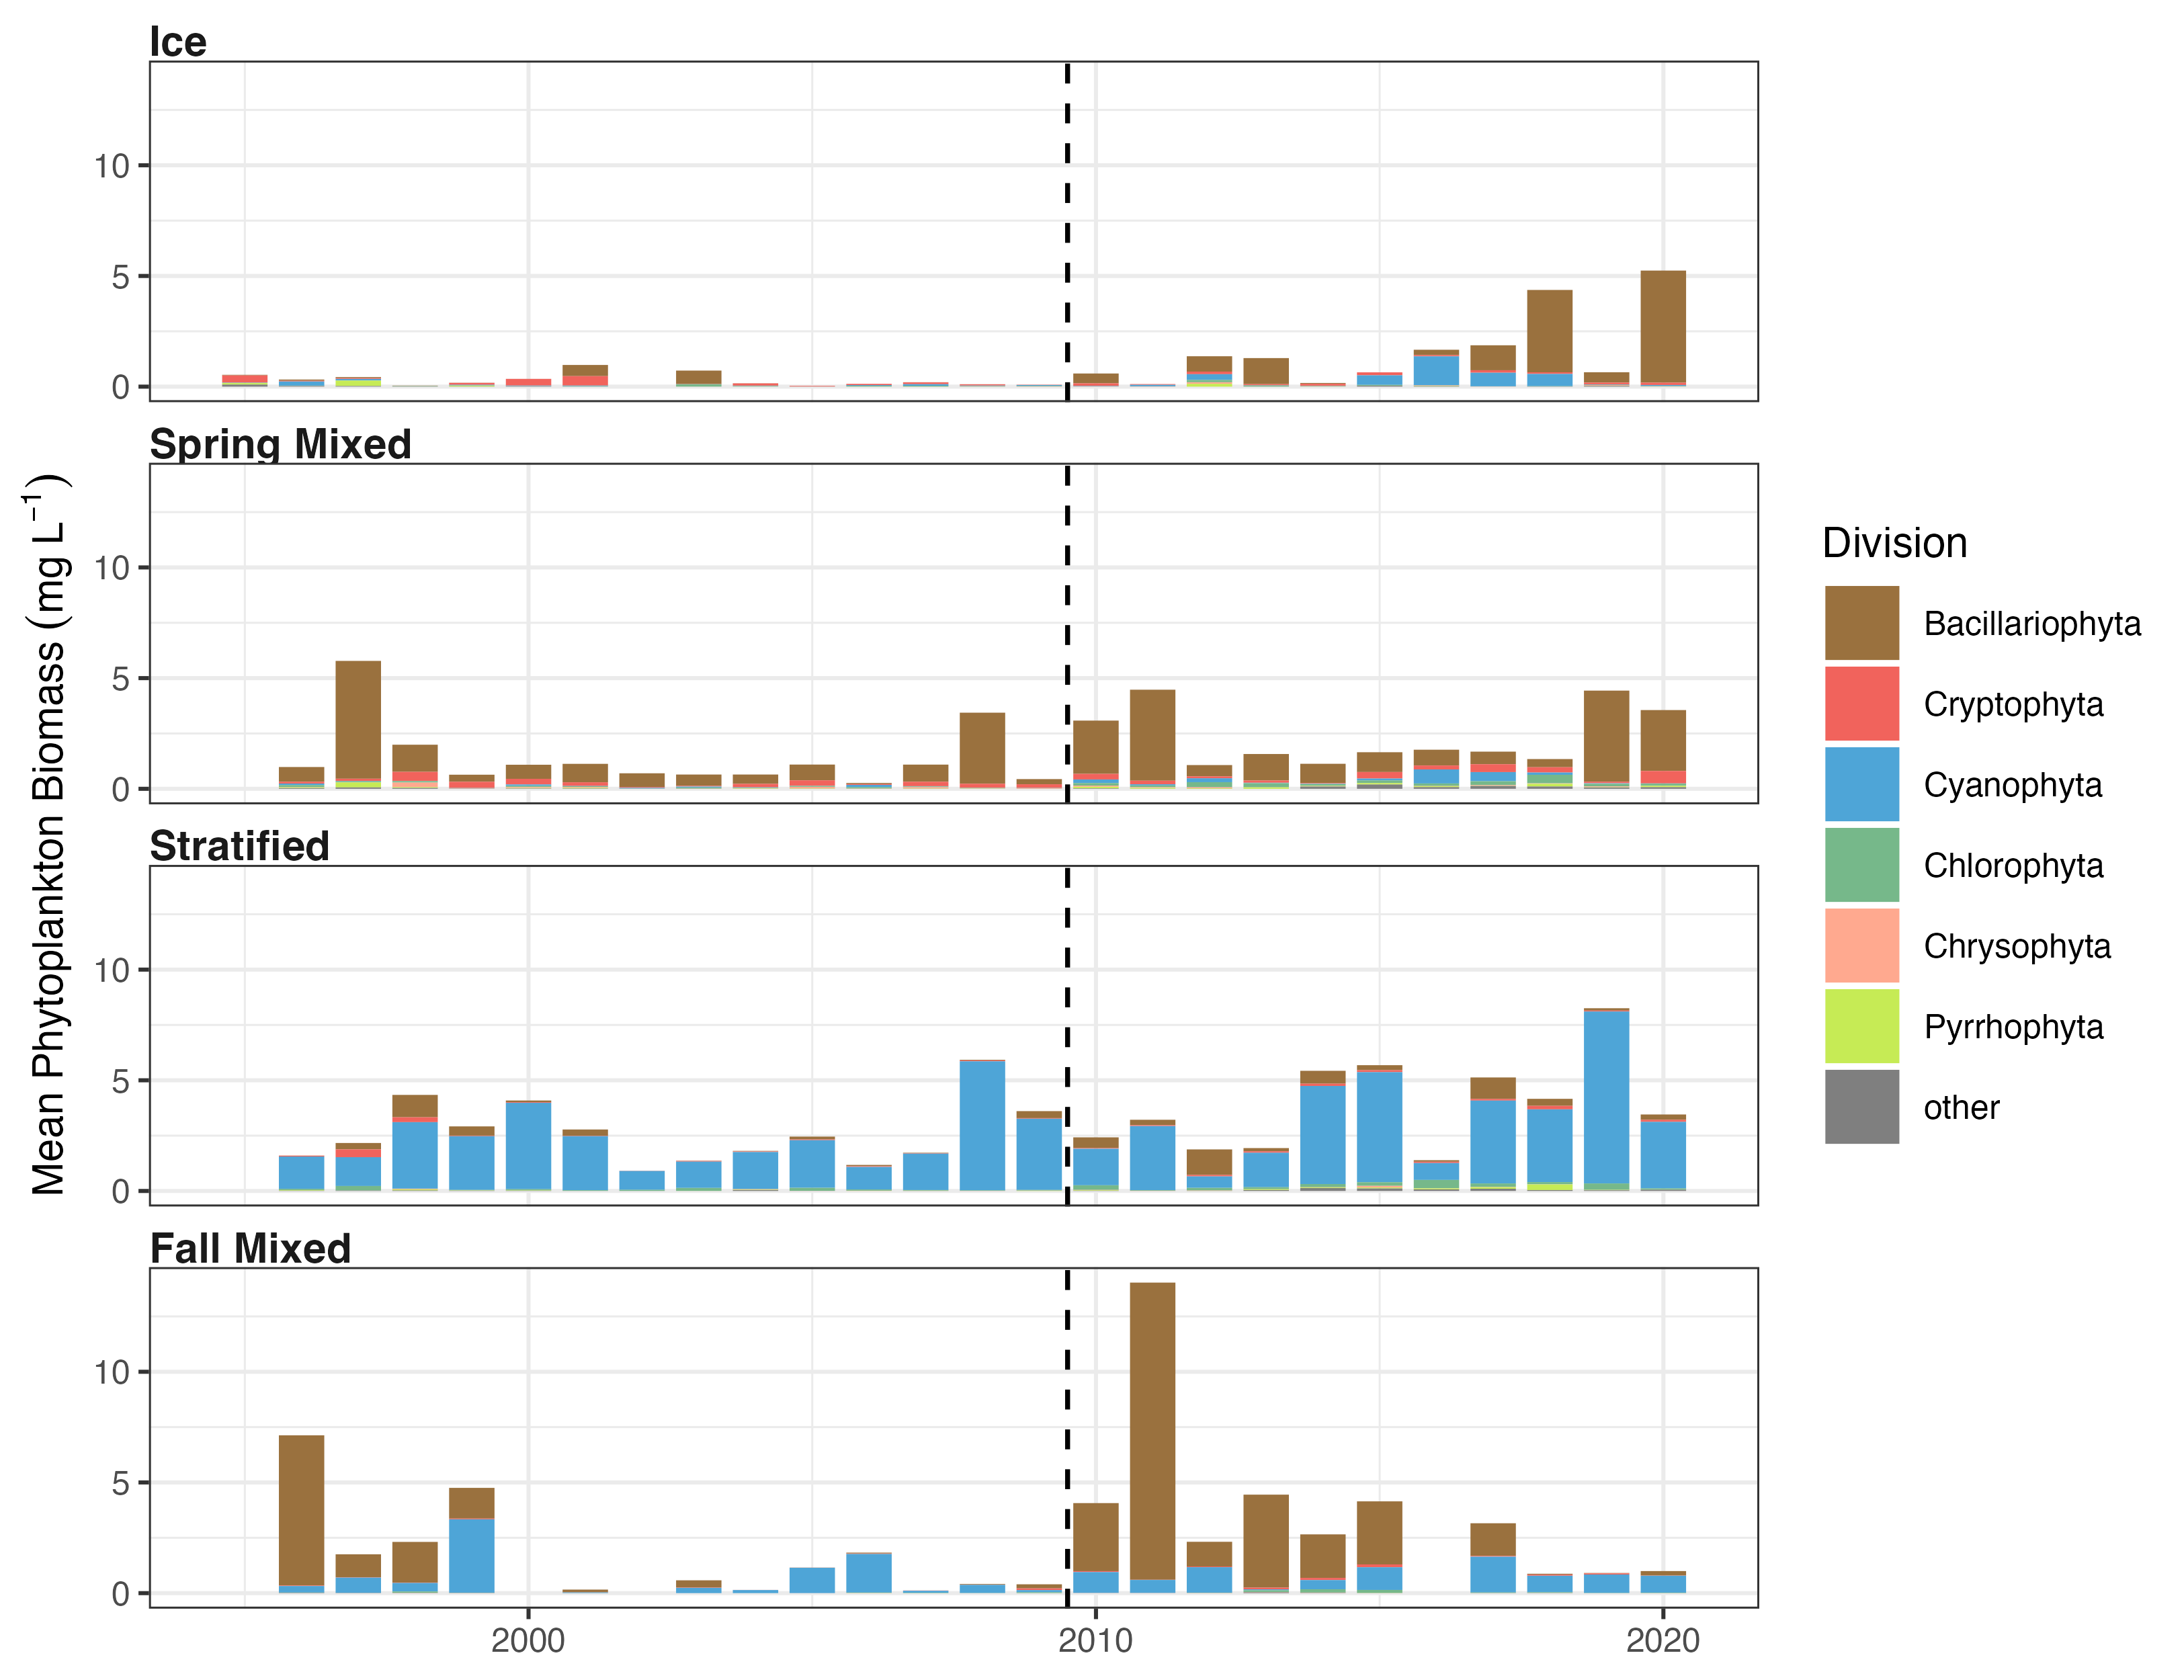 Ice
10
5
0
Spring Mixed
10
5
0
Stratified
10
5
0
Fall Mixed
10
5
0
2000 2010 2020
Mean Phytoplankton Biomass (mg L⁻¹)
Division
Bacillariophyta
Cryptophyta
Cyanophyta
Chlorophyta
Chrysophyta
Pyrrhophyta
other